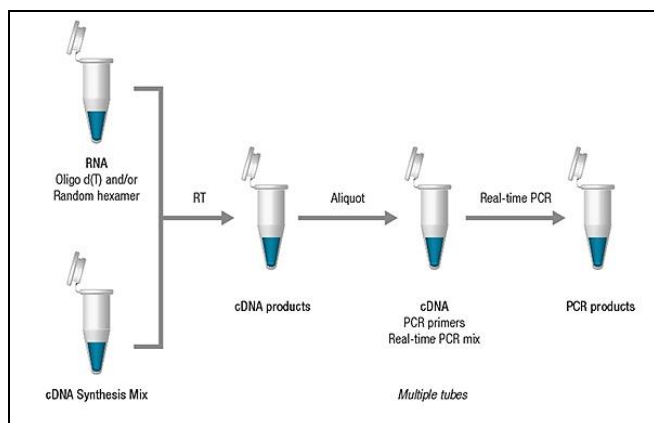 RNA
Oligo d(T) and/or
Random hexamer
cDNA Synthesis Mix
RT
cDNA products
Aliquot
cDNA
PCR primers
Real-time PCR mix
Multiple tubes
Real-time PCR
PCR products